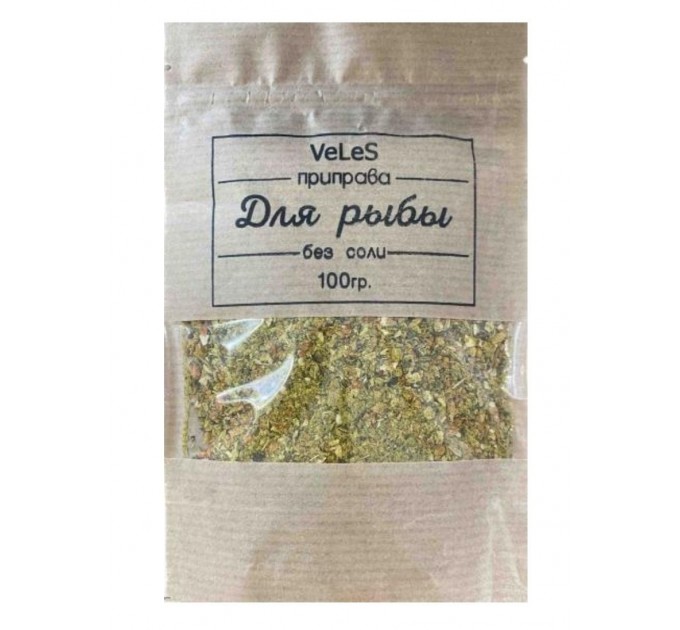 VeLeS
приправа
Для рыбы
без соли
100гр.